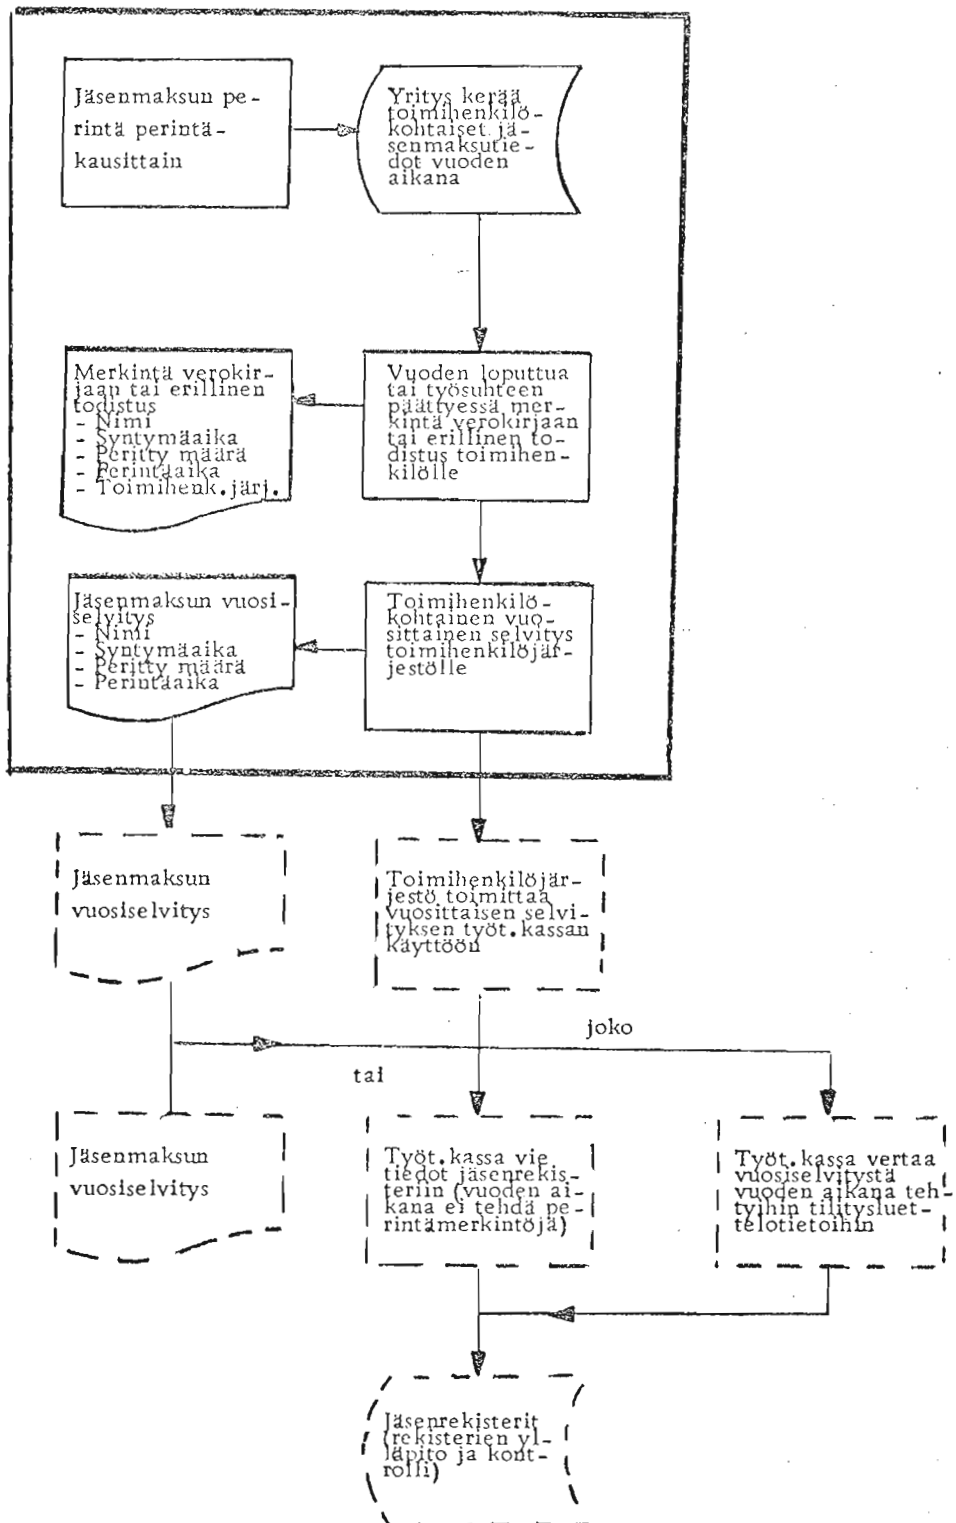 Jäsenmaksun pe-
rintä perintä-
kausittain
Yritys kerää
toimihenkilö-
kohtaiset jä-
senmaksutie-
dot vuoden
aikana
Merkintä verokir-
jaan tai erillinen
todistus
- Nimi
- Syntymäaika
- Peritty määrä
- Perintäaika
- Toimihenk.järj.
Vuoden loputtua
tai työsuhteen
päättyessä mer-
kintä verokirjaan
tai erillinen to-
distus toimihen-
kilölle
Jäsenmaksun vuosi-
selvitys
- Nimi
- Syntymäaika
- Peritty määrä
- Perintäaika
Toimihenkilö-
kohtainen vuo-
sittainen selvitys
toimihenkilöjär-
jestölle
Jäsenmaksun
vuosiselvitys
Toimihenkilöjär-
jestö toimittaa
vuosittaisen selvi-
tyksen työt.kassan
käyttöön
joko
tai
Jäsenmaksun
vuosiselvitys
Työt.kassa vie
tiedot jäsenrekis-
teriin (vuoden ai-
kana ei tehdä pe-
rintämerkintöjä)
Työt.kassa vertaa
vuosiselvitystä
vuoden aikana teh-
tyihin tilitysluet-
telotietoihin
Jäsenrekisterit
(rekisterien yl-
läpito ja kont-
rolli)